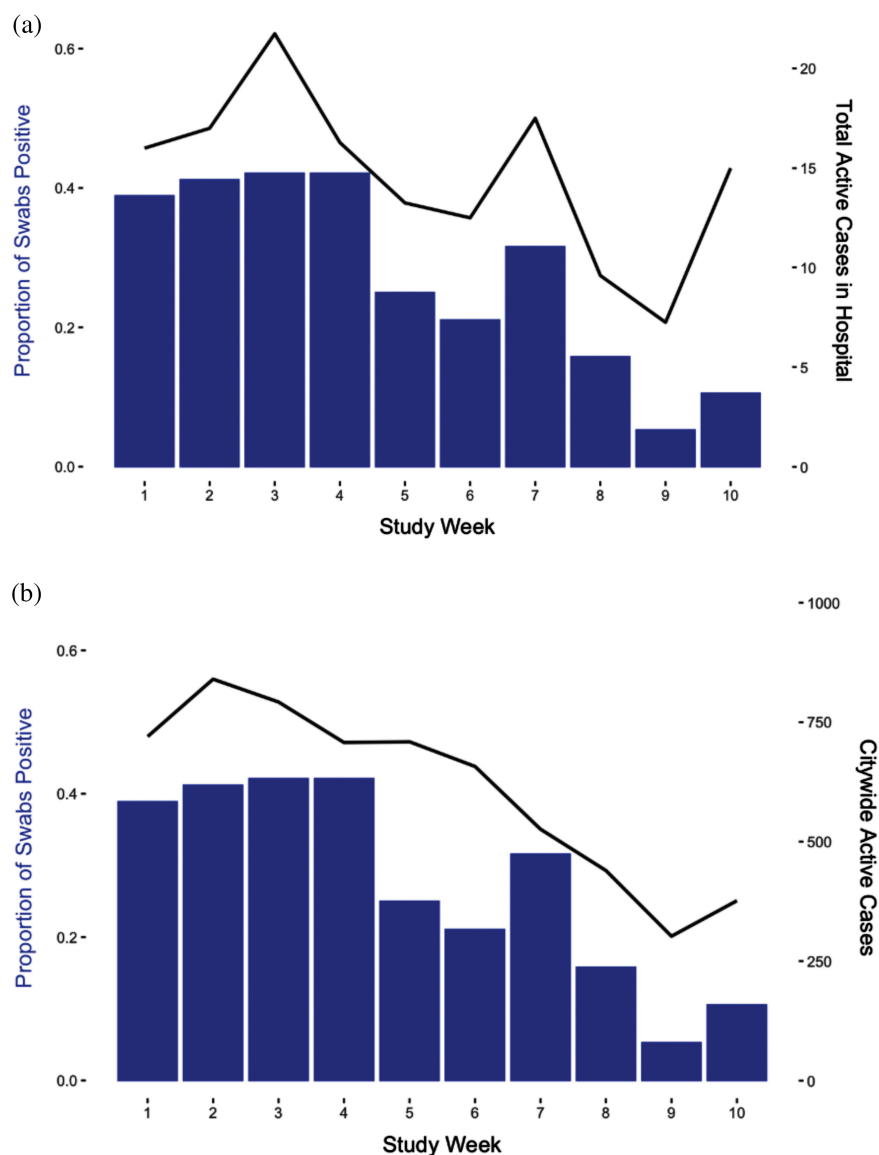 (a)
Proportion of Swabs Positive
0.6
0.4
0.2
0.0
20
15
10
5
0
Total Active Cases in Hospital
1 2 3 4 5 6 7 8 9 10
Study Week
(b)
Proportion of Swabs Positive
0.6
0.4
0.2
0.0
1000
750
500
250
0
Citywide Active Cases
1 2 3 4 5 6 7 8 9 10
Study Week